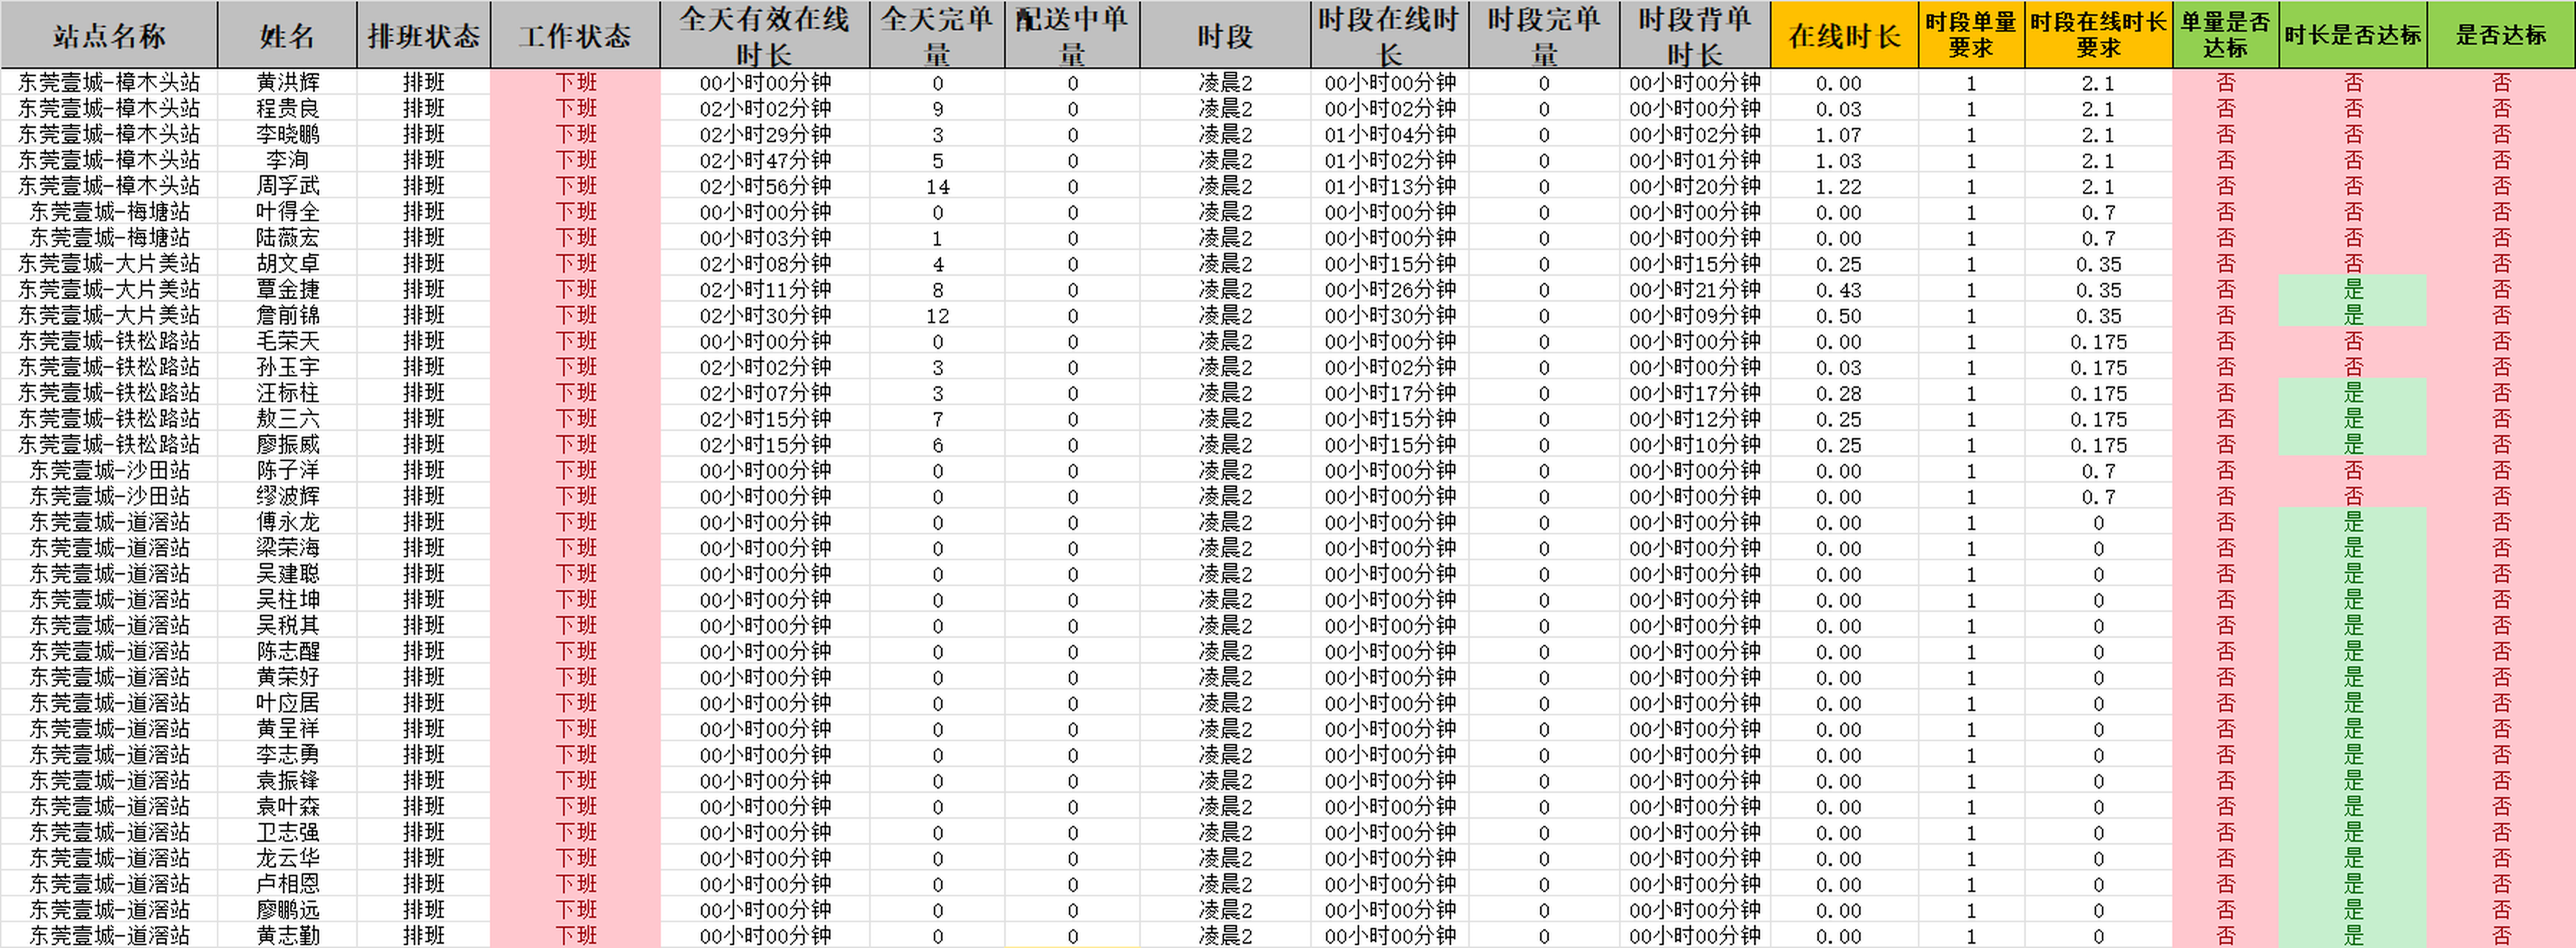 站点名称 姓名 排班状态 工作状态 全天有效在线时长 全天完单量 配送中单量 时段 时段在线时长 时段完单量 时段背单时长 在线时长 时段单量要求 时段在线时长要求 单量是否达标 时长是否达标 是否达标
东莞壹城-樟木头站 黄洪辉 排班 下班 00小时00分钟 0 0 凌晨2 00小时00分钟 0 00小时00分钟 0.00 1 2.1 否 否 否
东莞壹城-樟木头站 程贵良 排班 下班 02小时02分钟 9 0 凌晨2 00小时02分钟 0 00小时00分钟 0.03 1 2.1 否 否 否
东莞壹城-樟木头站 李晓鹏 排班 下班 02小时29分钟 3 0 凌晨2 01小时04分钟 0 00小时02分钟 1.07 1 2.1 否 否 否
东莞壹城-樟木头站 李洵 排班 下班 02小时47分钟 5 0 凌晨2 01小时02分钟 0 00小时01分钟 1.03 1 2.1 否 否 否
东莞壹城-樟木头站 周孚武 排班 下班 02小时56分钟 14 0 凌晨2 01小时13分钟 0 00小时20分钟 1.22 1 2.1 否 否 否
东莞壹城-梅塘站 叶得全 排班 下班 00小时00分钟 0 0 凌晨2 00小时00分钟 0 00小时00分钟 0.00 1 0.7 否 否 否
东莞壹城-梅塘站 陆薇宏 排班 下班 00小时03分钟 1 0 凌晨2 00小时00分钟 0 00小时00分钟 0.00 1 0.7 否 否 否
东莞壹城-大片美站 胡文卓 排班 下班 02小时08分钟 4 0 凌晨2 00小时15分钟 0 00小时15分钟 0.25 1 0.35 否 否 否
东莞壹城-大片美站 覃金捷 排班 下班 02小时11分钟 8 0 凌晨2 00小时26分钟 0 00小时21分钟 0.43 1 0.35 否 是 否
东莞壹城-大片美站 詹前锦 排班 下班 02小时30分钟 12 0 凌晨2 00小时30分钟 0 00小时09分钟 0.50 1 0.35 否 是 否
东莞壹城-铁松路站 毛荣天 排班 下班 00小时00分钟 0 0 凌晨2 00小时00分钟 0 00小时00分钟 0.00 1 0.175 否 否 否
东莞壹城-铁松路站 孙玉宇 排班 下班 02小时02分钟 3 0 凌晨2 00小时02分钟 0 00小时00分钟 0.03 1 0.175 否 否 否
东莞壹城-铁松路站 汪标柱 排班 下班 02小时07分钟 3 0 凌晨2 00小时17分钟 0 00小时17分钟 0.28 1 0.175 否 是 否
东莞壹城-铁松路站 敖三六 排班 下班 02小时15分钟 7 0 凌晨2 00小时15分钟 0 00小时12分钟 0.25 1 0.175 否 是 否
东莞壹城-铁松路站 廖振威 排班 下班 02小时15分钟 6 0 凌晨2 00小时15分钟 0 00小时10分钟 0.25 1 0.175 否 是 否
东莞壹城-沙田站 陈子洋 排班 下班 00小时00分钟 0 0 凌晨2 00小时00分钟 0 00小时00分钟 0.00 1 0.7 否 否 否
东莞壹城-沙田站 缪波辉 排班 下班 00小时00分钟 0 0 凌晨2 00小时00分钟 0 00小时00分钟 0.00 1 0.7 否 否 否
东莞壹城-道滘站 傅永龙 排班 下班 00小时00分钟 0 0 凌晨2 00小时00分钟 0 00小时00分钟 0.00 1 0 否 是 否
东莞壹城-道滘站 梁荣海 排班 下班 00小时00分钟 0 0 凌晨2 00小时00分钟 0 00小时00分钟 0.00 1 0 否 是 否
东莞壹城-道滘站 吴建聪 排班 下班 00小时00分钟 0 0 凌晨2 00小时00分钟 0 00小时00分钟 0.00 1 0 否 是 否
东莞壹城-道滘站 吴柱坤 排班 下班 00小时00分钟 0 0 凌晨2 00小时00分钟 0 00小时00分钟 0.00 1 0 否 是 否
东莞壹城-道滘站 吴税其 排班 下班 00小时00分钟 0 0 凌晨2 00小时00分钟 0 00小时00分钟 0.00 1 0 否 是 否
东莞壹城-道滘站 陈志醒 排班 下班 00小时00分钟 0 0 凌晨2 00小时00分钟 0 00小时00分钟 0.00 1 0 否 是 否
东莞壹城-道滘站 黄荣好 排班 下班 00小时00分钟 0 0 凌晨2 00小时00分钟 0 00小时00分钟 0.00 1 0 否 是 否
东莞壹城-道滘站 叶应居 排班 下班 00小时00分钟 0 0 凌晨2 00小时00分钟 0 00小时00分钟 0.00 1 0 否 是 否
东莞壹城-道滘站 黄呈祥 排班 下班 00小时00分钟 0 0 凌晨2 00小时00分钟 0 00小时00分钟 0.00 1 0 否 是 否
东莞壹城-道滘站 李志勇 排班 下班 00小时00分钟 0 0 凌晨2 00小时00分钟 0 00小时00分钟 0.00 1 0 否 是 否
东莞壹城-道滘站 袁振锋 排班 下班 00小时00分钟 0 0 凌晨2 00小时00分钟 0 00小时00分钟 0.00 1 0 否 是 否
东莞壹城-道滘站 袁叶森 排班 下班 00小时00分钟 0 0 凌晨2 00小时00分钟 0 00小时00分钟 0.00 1 0 否 是 否
东莞壹城-道滘站 卫志强 排班 下班 00小时00分钟 0 0 凌晨2 00小时00分钟 0 00小时00分钟 0.00 1 0 否 是 否
东莞壹城-道滘站 龙云华 排班 下班 00小时00分钟 0 0 凌晨2 00小时00分钟 0 00小时00分钟 0.00 1 0 否 是 否
东莞壹城-道滘站 卢相恩 排班 下班 00小时00分钟 0 0 凌晨2 00小时00分钟 0 00小时00分钟 0.00 1 0 否 是 否
东莞壹城-道滘站 廖鹏远 排班 下班 00小时00分钟 0 0 凌晨2 00小时00分钟 0 00小时00分钟 0.00 1 0 否 是 否
东莞壹城-道滘站 黄志勤 排班 下班 00小时00分钟 0 0 凌晨2 00小时00分钟 0 00小时00分钟 0.00 1 0 否 是 否